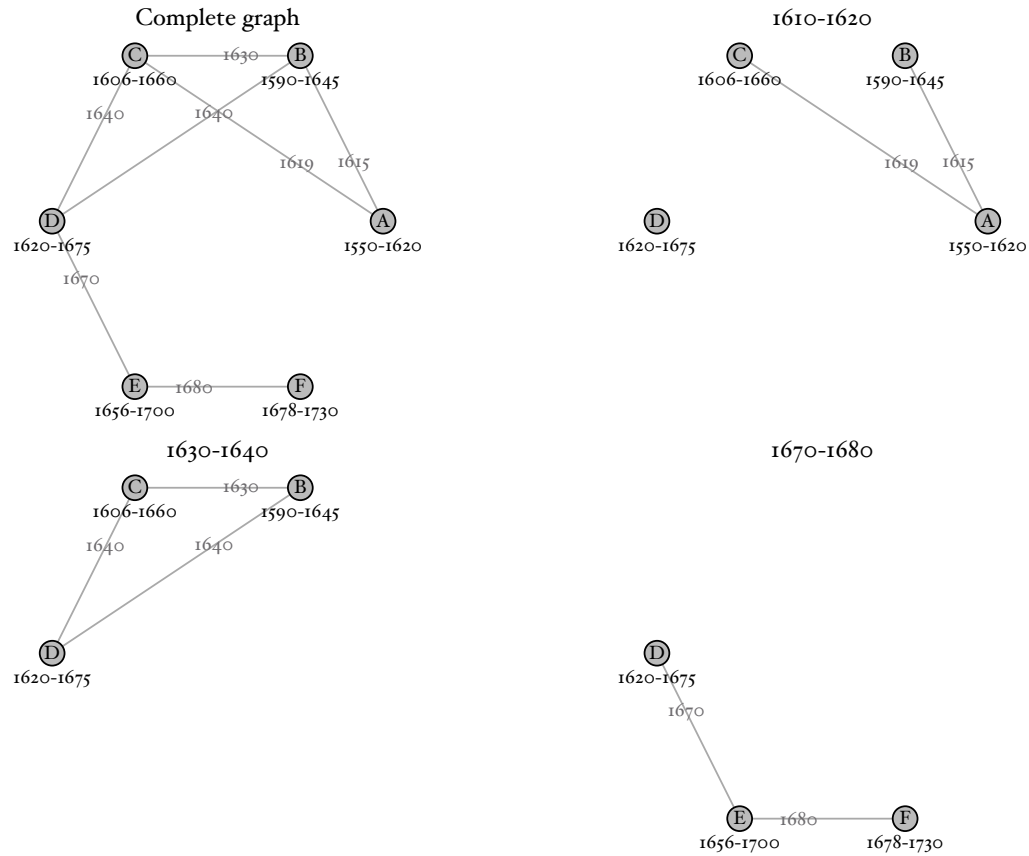 Complete graph
C
1630
B
1606-1660
1590-1645
1640
1640
1619
1615
D
A
1620-1675
1550-1620
1670
E
1680
F
1656-1700
1678-1730
1610-1620
C
B
1606-1660
1590-1645
1619
1615
D
A
1620-1675
1550-1620
1630-1640
C
1630
B
1606-1660
1590-1645
1640
1640
D
1620-1675
1670-1680
D
1620-1675
1670
E
1680
F
1656-1700
1678-1730